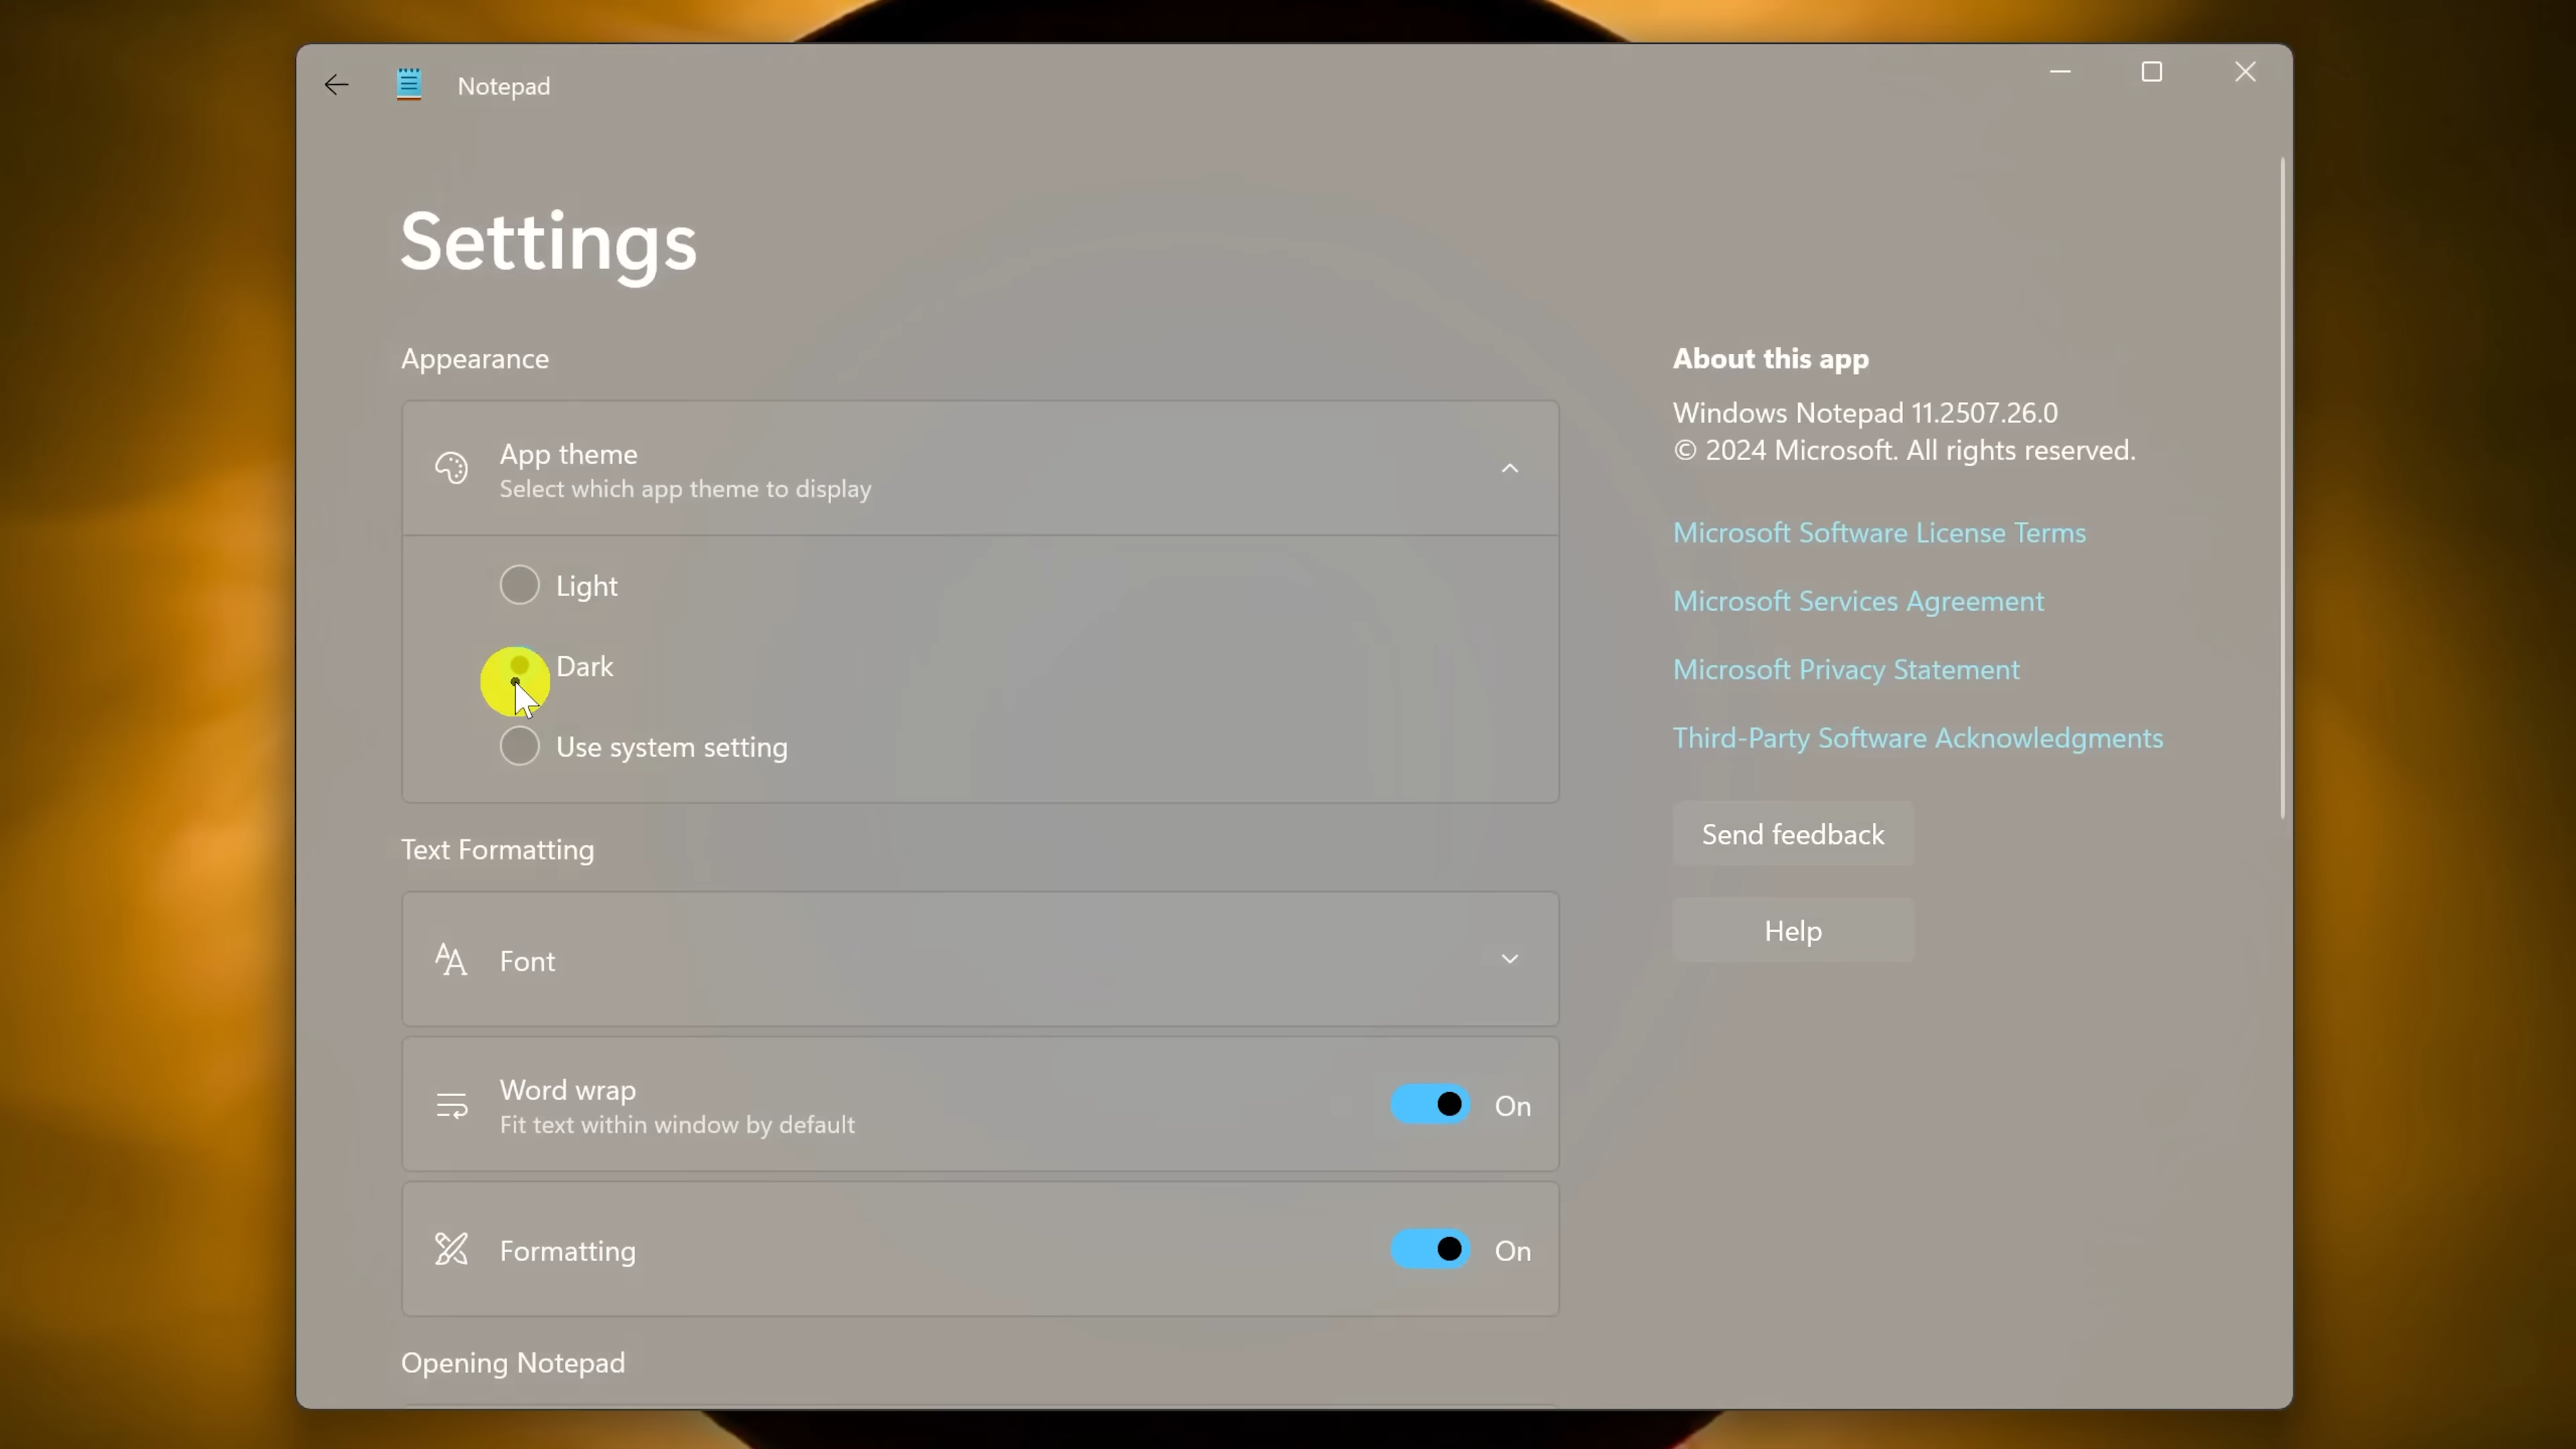 Notepad
Settings
Appearance
App theme
Select which app theme to display
Light
Dark
Use system setting
Text Formatting
Font
Word wrap
Fit text within window by default
On
Formatting
On
Opening Notepad
About this app
Windows Notepad 11.2507.26.0
© 2024 Microsoft. All rights reserved.
Microsoft Software License Terms
Microsoft Services Agreement
Microsoft Privacy Statement
Third-Party Software Acknowledgments
Send feedback
Help